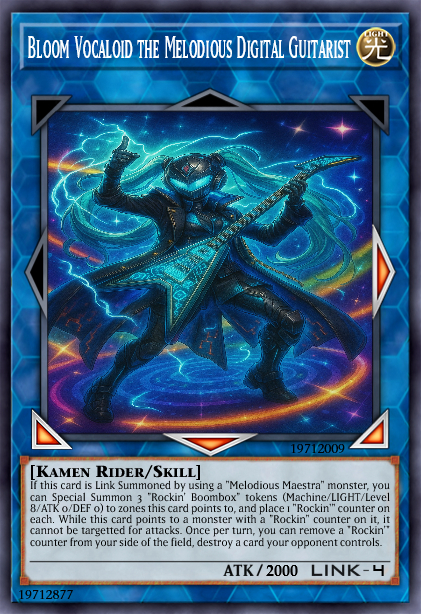 Bloom Vocaloid the Melodious Digital Guitarist
LIGHT
光
19712009
[Kamen Rider/Skill]
If this card is Link Summoned by using a "Melodious Maestra" monster, you
can Special Summon 3 "Rockin' Boombox" tokens (Machine/LIGHT/Level
8/ATK 0/DEF 0) to zones this card points to, and place 1 "Rockin'" counter
on each. While this card points to a monster with a "Rockin" counter on it, it
cannot be targetted for attacks. Once per turn, you can remove a "Rockin'"
counter from your side of the field, destroy a card your opponent controls.
ATK / 2000 LINK-4
19712877